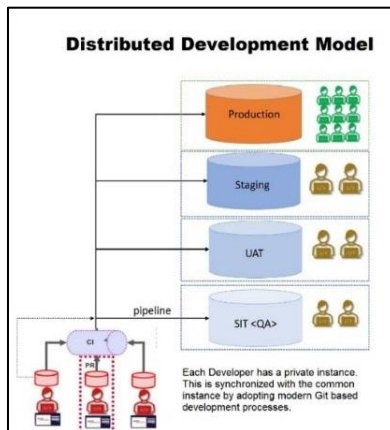 Distributed Development Model
Production
Staging
UAT
pipeline
SIT <QA>
CI
PR
Each Developer has a private instance.
This is synchronized with the common
instance by adopting modern Git based
development processes.